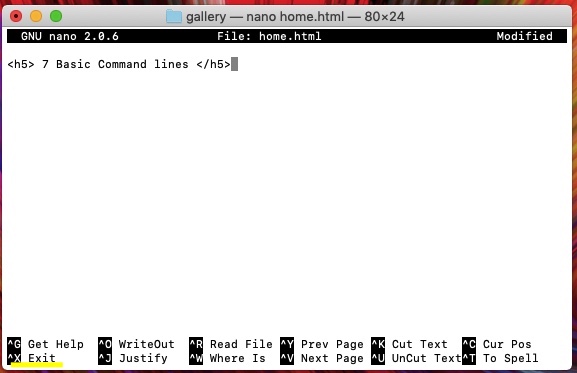 gallery — nano home.html — 80×24
GNU nano 2.0.6 File: home.html Modified
<h5> 7 Basic Command lines </h5>
^G Get Help ^O WriteOut ^R Read File ^Y Prev Page ^K Cut Text ^C Cur Pos
^X Exit ^J Justify ^W Where Is ^V Next Page ^U UnCut Text ^T To Spell